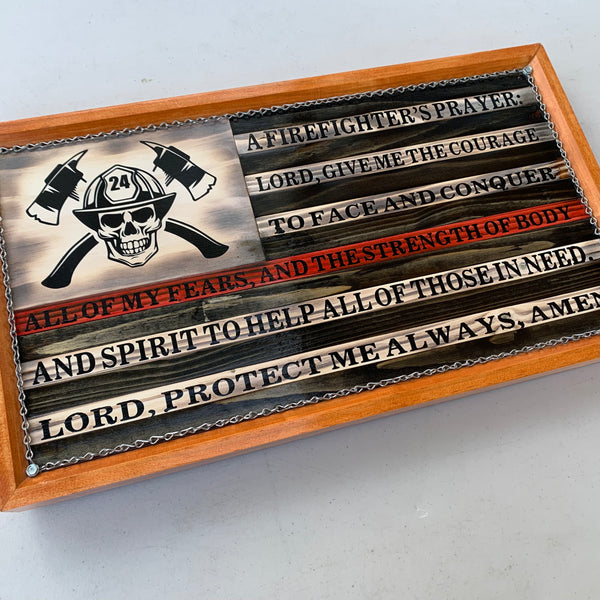 24
A FIREFIGHTER'S PRAYER:
LORD, GIVE ME THE COURAGE
TO FACE AND CONQUER
ALL OF MY FEARS, AND THE STRENGTH OF BODY
AND SPIRIT TO HELP ALL OF THOSE IN NEED.
LORD, PROTECT ME ALWAYS, AMEN